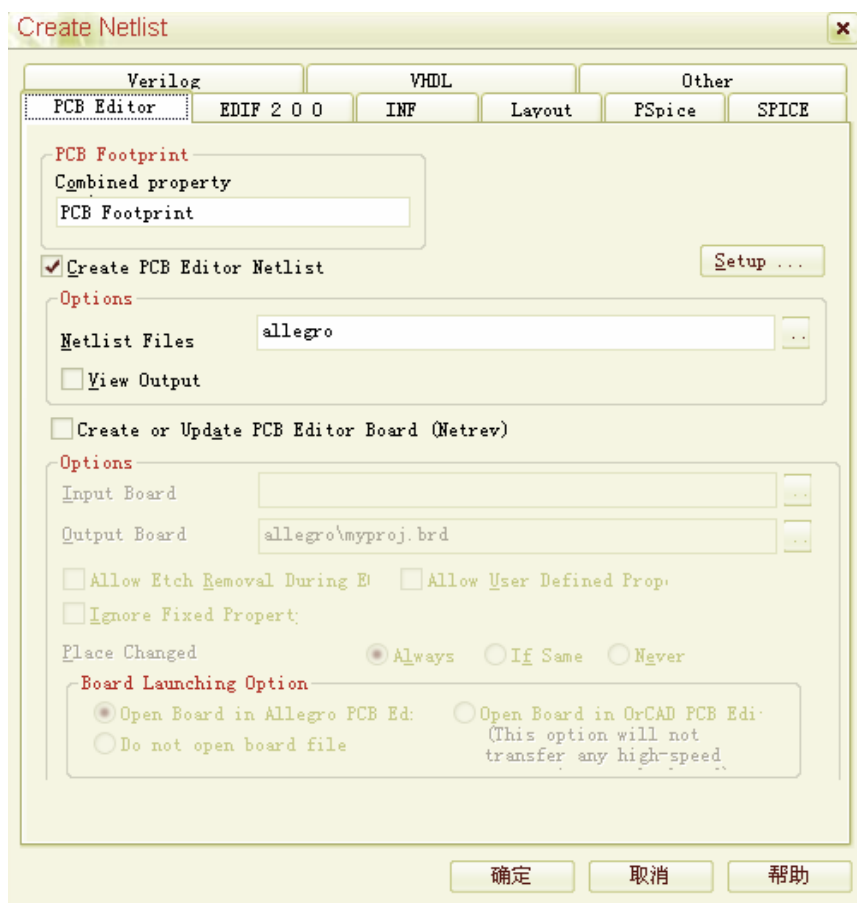 Create Netlist
Verilog VHDL Other
PCB Editor EDIF 2 0 0 INF Layout PSpice SPICE
PCB Footprint
Combined property
PCB Footprint
Create PCB Editor Netlist
Setup ...
Options
Netlist Files allegro ..
View Output
Create or Update PCB Editor Board (Netrev)
Options
Input Board ..
Output Board allegro\myproj.brd ..
Allow Etch Removal During E Allow User Defined Prop
Ignore Fixed Property
Place Changed Always If Same Never
Board Launching Option
Open Board in Allegro PCB Ed: Open Board in OrCAD PCB Edi
Do not open board file (This option will not
transfer any high-speed
确定 取消 帮助